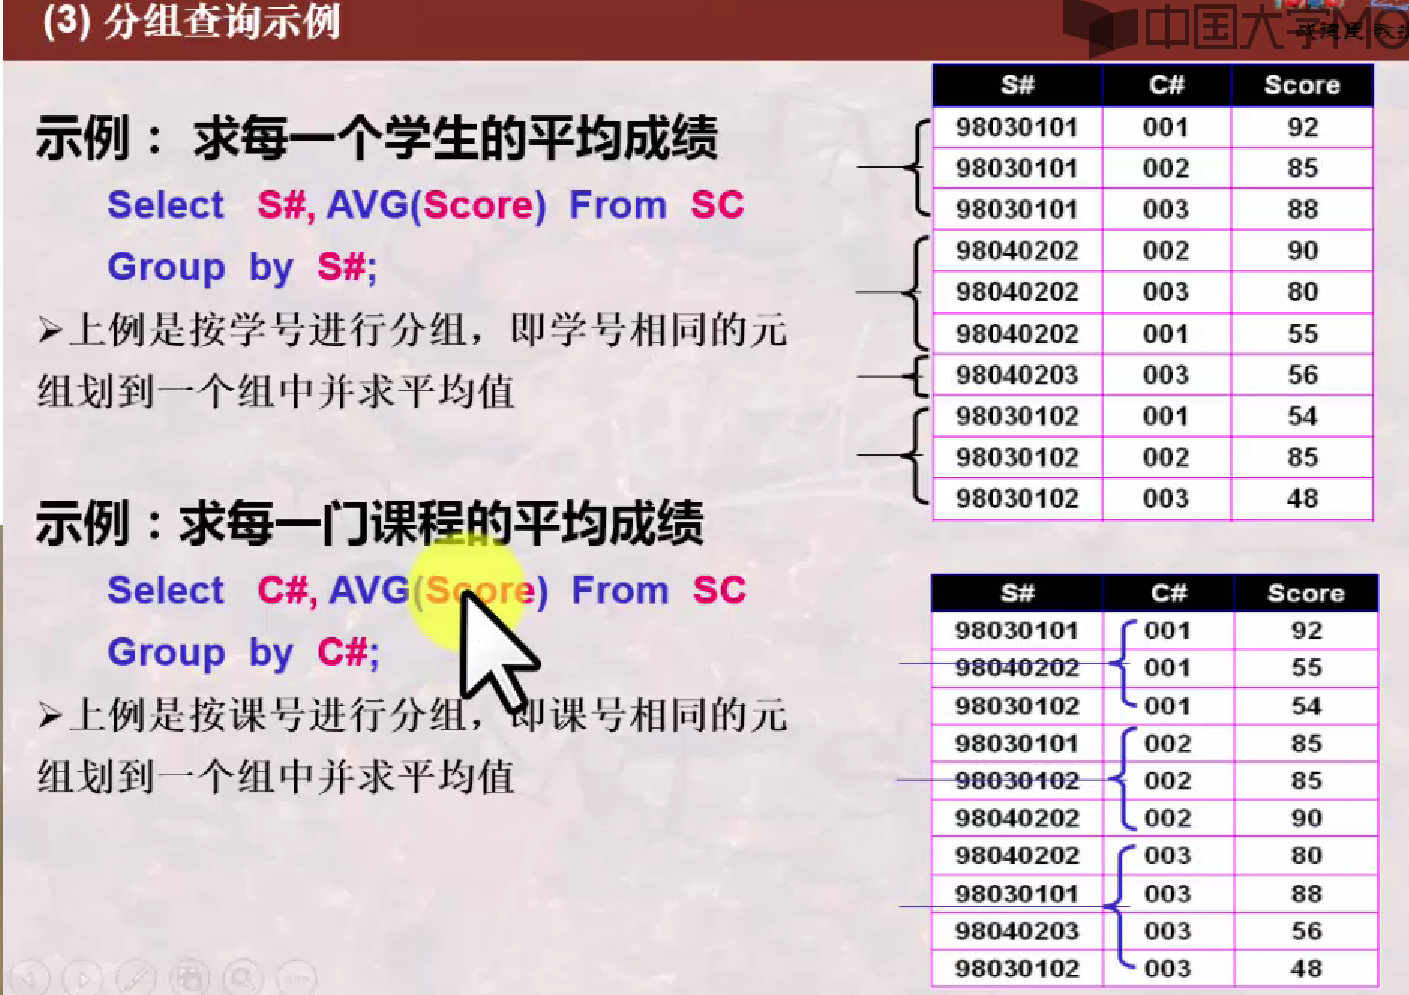 (3) 分组查询示例
中国大学MO
示例： 求每一个学生的平均成绩
Select S#, AVG(Score) From SC
Group by S#;
➢上例是按学号进行分组，即学号相同的元
组划到一个组中并求平均值
S# C# Score
98030101 001 92
98030101 002 85
98030101 003 88
98040202 002 90
98040202 003 80
98040202 001 55
98040203 003 56
98030102 001 54
98030102 002 85
98030102 003 48
示例：求每一门课程的平均成绩
Select C#, AVG(Score) From SC
Group by C#;
➢上例是按课号进行分组，即课号相同的元
组划到一个组中并求平均值
S# C# Score
98030101 001 92
98040202 001 55
98030102 001 54
98030101 002 85
98030102 002 85
98040202 002 90
98040202 003 80
98030101 003 88
98040203 003 56
98030102 003 48